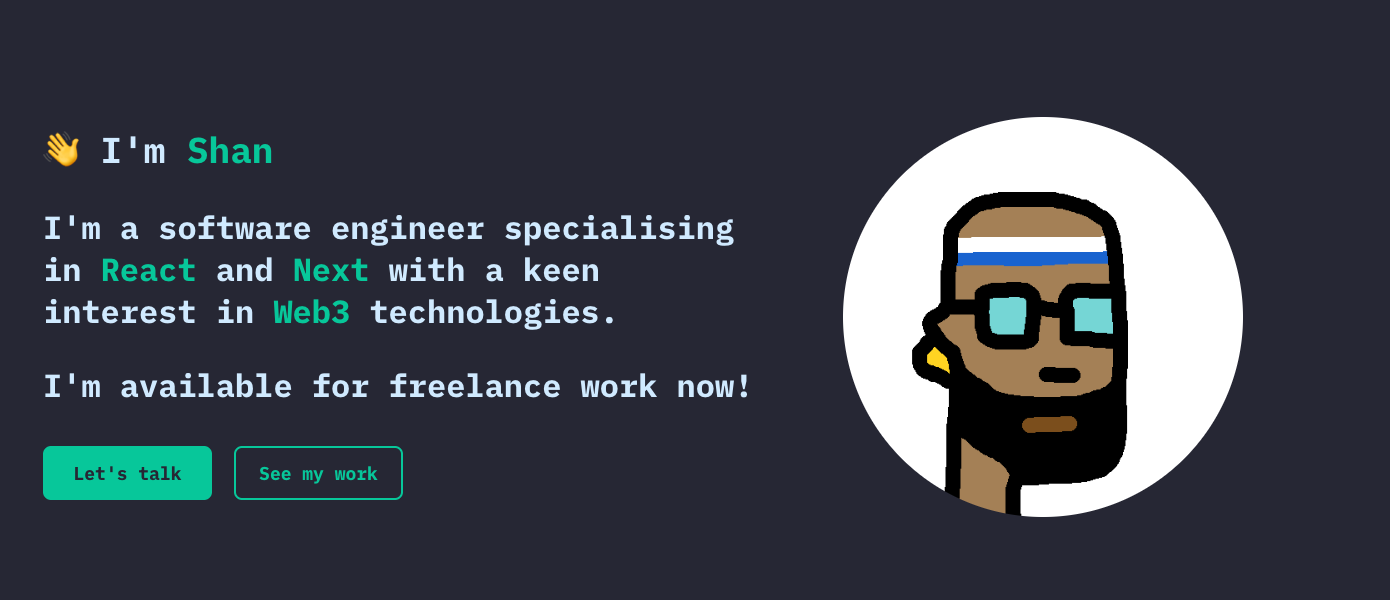 👋 I'm Shan
I'm a software engineer specialising
in React and Next with a keen
interest in Web3 technologies.
I'm available for freelance work now!
Let's talk
See my work